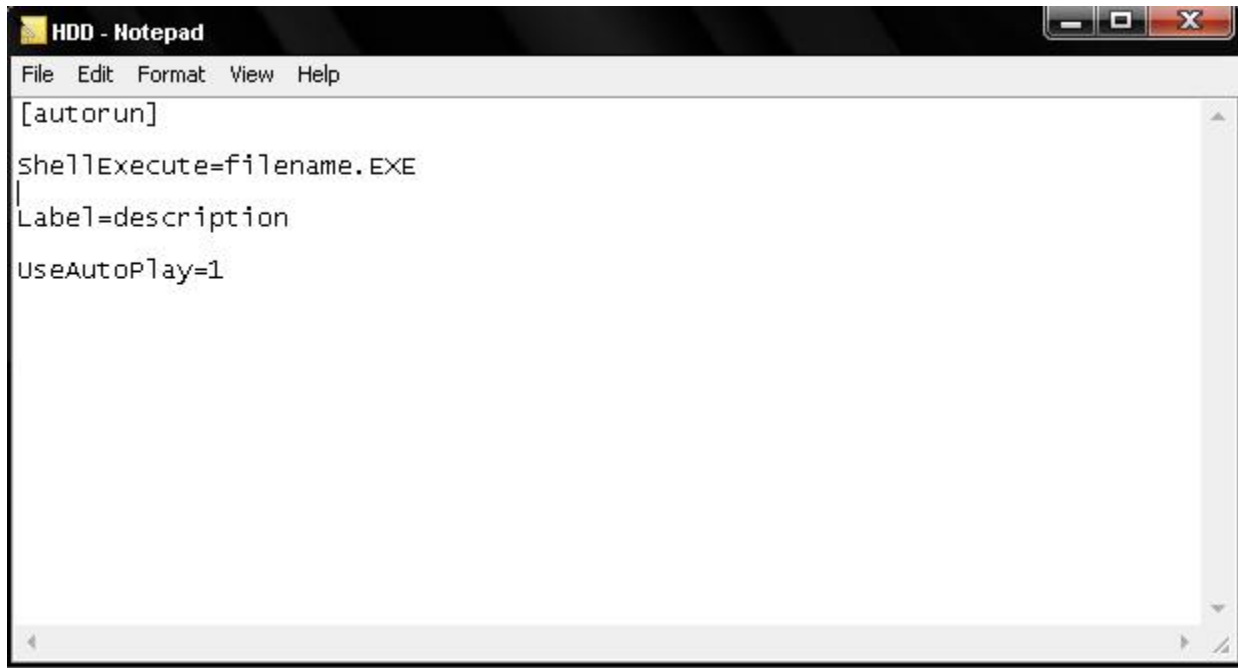 HDD - Notepad
File Edit Format View Help
[autorun]
ShellExecute=filename.EXE
Label=description
UseAutoPlay=1